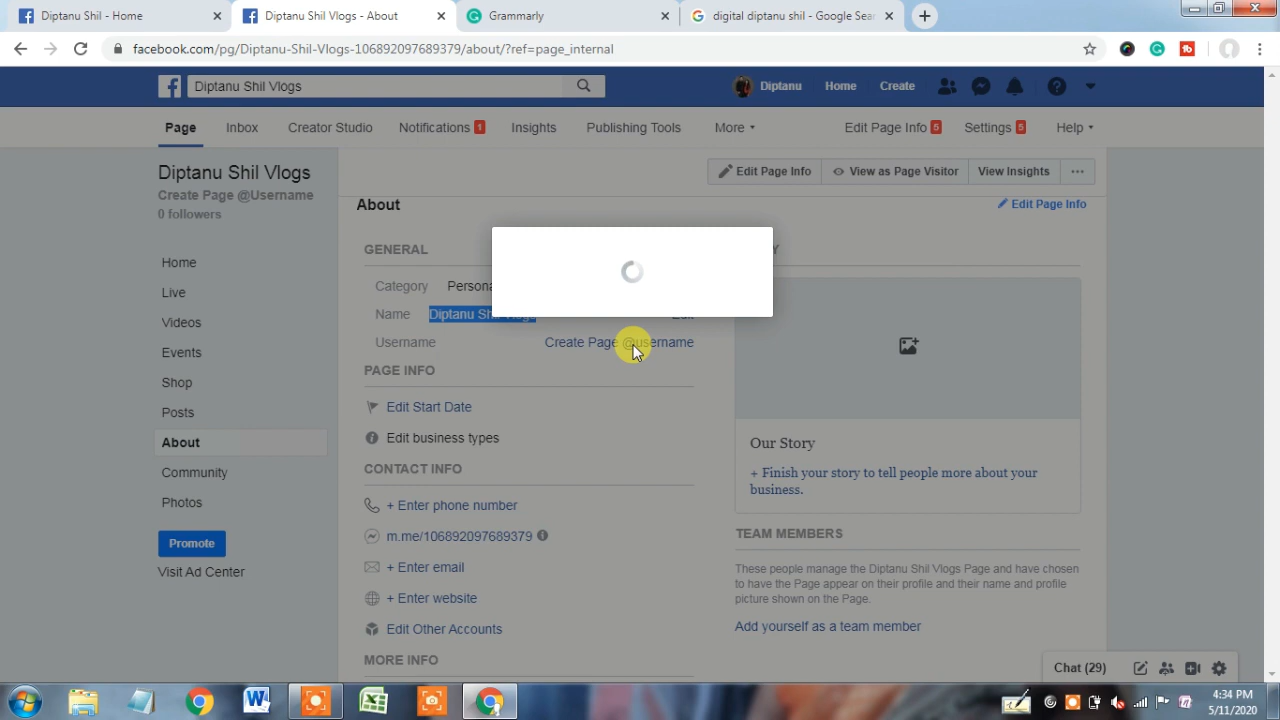 Diptanu Shil - Home
Diptanu Shil Vlogs - About
Grammarly
digital diptanu shil - Google Sear
facebook.com/pg/Diptanu-Shil-Vlogs-106892097689379/about/?ref=page_internal
Diptanu Shil Vlogs
Diptanu
Home
Create
Page
Inbox
Creator Studio
Notifications 1
Insights
Publishing Tools
More
Edit Page Info 5
Settings 5
Help
Diptanu Shil Vlogs
Create Page @Username
0 followers
Home
Live
Videos
Events
Shop
Posts
About
Community
Photos
Promote
Visit Ad Center
Edit Page Info
View as Page Visitor
View Insights
About
Edit Page Info
GENERAL
Category
Name
Username Create Page @username
PAGE INFO
Edit Start Date
Edit business types
CONTACT INFO
+ Enter phone number
m.me/106892097689379
+ Enter email
+ Enter website
Edit Other Accounts
MORE INFO
Our Story
+ Finish your story to tell people more about your
business.
TEAM MEMBERS
These people manage the Diptanu Shil Vlogs Page and have chosen
to have the Page appear on their profile and their name and profile
picture shown on the Page.
Add yourself as a team member
Chat (29)
4:34 PM
5/11/2020